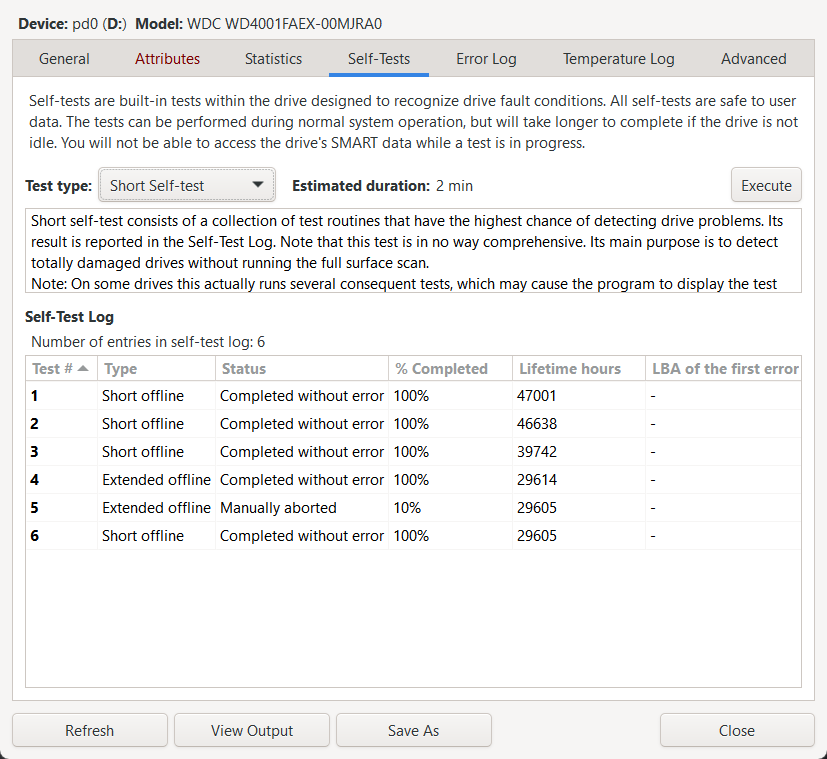 Device: pd0 (D:) Model: WDC WD4001FAEX-00MJRA0
General Attributes Statistics Self-Tests Error Log Temperature Log Advanced
Self-tests are built-in tests within the drive designed to recognize drive fault conditions. All self-tests are safe to user
data. The tests can be performed during normal system operation, but will take longer to complete if the drive is not
idle. You will not be able to access the drive's SMART data while a test is in progress.
Test type: Short Self-test Estimated duration: 2 min Execute
Short self-test consists of a collection of test routines that have the highest chance of detecting drive problems. Its
result is reported in the Self-Test Log. Note that this test is in no way comprehensive. Its main purpose is to detect
totally damaged drives without running the full surface scan.
Note: On some drives this actually runs several consequent tests, which may cause the program to display the test
Self-Test Log
Number of entries in self-test log: 6
Test # Type Status % Completed Lifetime hours LBA of the first error
1 Short offline Completed without error 100% 47001 -
2 Short offline Completed without error 100% 46638 -
3 Short offline Completed without error 100% 39742 -
4 Extended offline Completed without error 100% 29614 -
5 Extended offline Manually aborted 10% 29605 -
6 Short offline Completed without error 100% 29605 -
Refresh View Output Save As Close